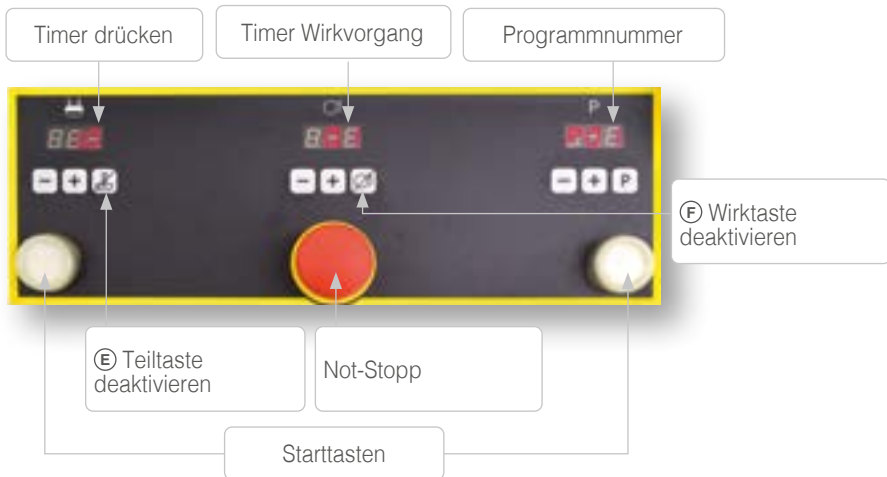 Timer drücken
Timer Wirkvorgang
Programmnummer
P
- +
- +
- + P
Ⓕ Wirktaste
deaktivieren
Ⓔ Teiltaste
deaktivieren
Not-Stopp
Starttasten